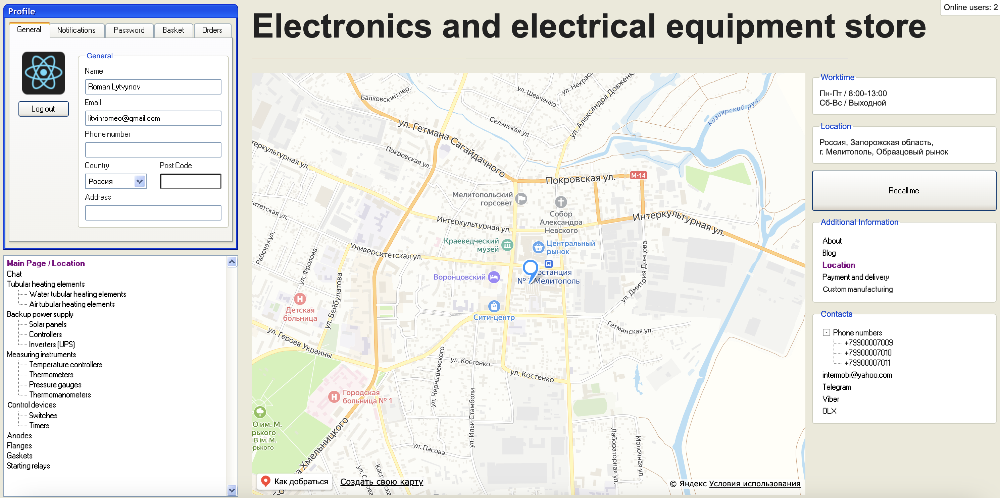 Profile
General
Notifications
Password
Basket
Orders
Log out
General
Name
Roman Lytvynov
Email
litvinromeo@gmail.com
Phone number
Country
Post Code
Россия
Address
Main Page / Location
Chat
Tubular heating elements
Water tubular heating elements
Air tubular heating elements
Backup power supply
Solar panels
Controllers
Inverters (UPS)
Measuring instruments
Temperature controllers
Thermometers
Pressure gauges
Thermomanometers
Control devices
Switches
Timers
Anodes
Flanges
Gaskets
Starting relays
Electronics and electrical equipment store
Online users: 2
Балковский пер.
ул. Шевченко
ул. Некрасо
ул. Александра Довженко
Селянская ул.
Кизиярский руч.
ул. Гетмана Сагайдачного
Покровская ул.
теркультурная ул.
Покровская ул.
М-14
Мелитопольский
горсовет
Собор
Александра
Невского
ситетская ул.
Интеркультурная ул.
Интеркультурная ул.
Рабочая ул.
Краеведческий
музей
Центральный
рынок
Университетская ул.
ул. Фролова
ул. Дмитрия Донцова
Воронцовский
останция
№ Мелитополь
ул. Бейбулатова
Детская
больница
Сити-центр
Гетманская ул.
ул. Героев Украины
ул. Костенко
ул. Костенко
ул. Чернышевского
ул. Ильи Стамболи
Городская
больница № 1
О им. М.
рького
ів ім. М.
орького
а Хмельницкого
ул. Пасова
Лабораторная ул.
Молочная ул.
Как добраться
Создать свою карту
© Яндекс Условия использования
Worktime
Пн-Пт / 8:00-13:00
Сб-Вс / Выходной
Location
Россия, Запорожская область,
г. Мелитополь, Образцовый рынок
Recall me
Additional Information
About
Blog
Location
Payment and delivery
Custom manufacturing
Contacts
Phone numbers
+79900007009
+79900007010
+79900007011
intermobi@yahoo.com
Telegram
Viber
OLX